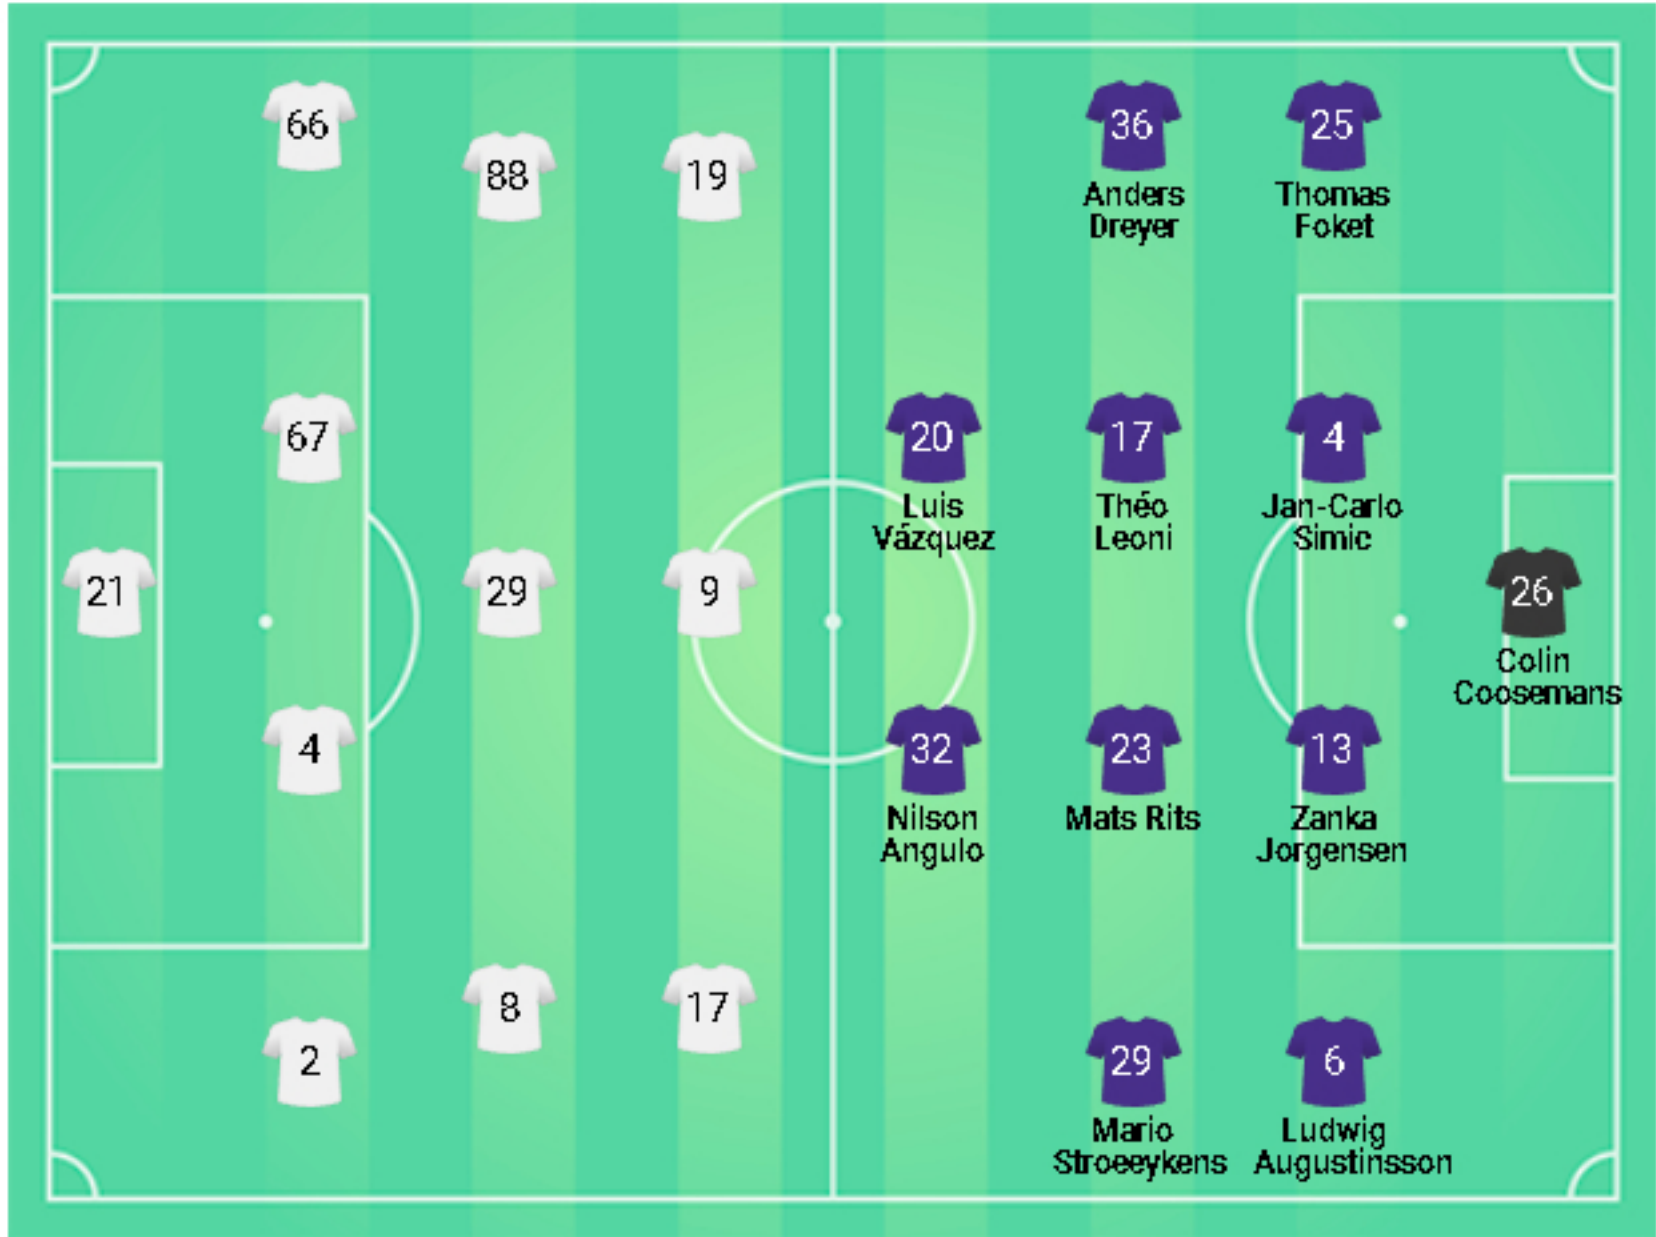 66
88
19
67
21
29
9
4
8
17
2
36
Anders
Dreyer
25
Thomas
Foket
20
Luis
Vázquez
17
Théo
Leoni
4
Jan-Carlo
Simic
26
Colin
Coosemans
32
Nilson
Angulo
23
Mats Rits
13
Zanka
Jorgensen
29
Mario
Stroeeykens
6
Ludwig
Augustinsson